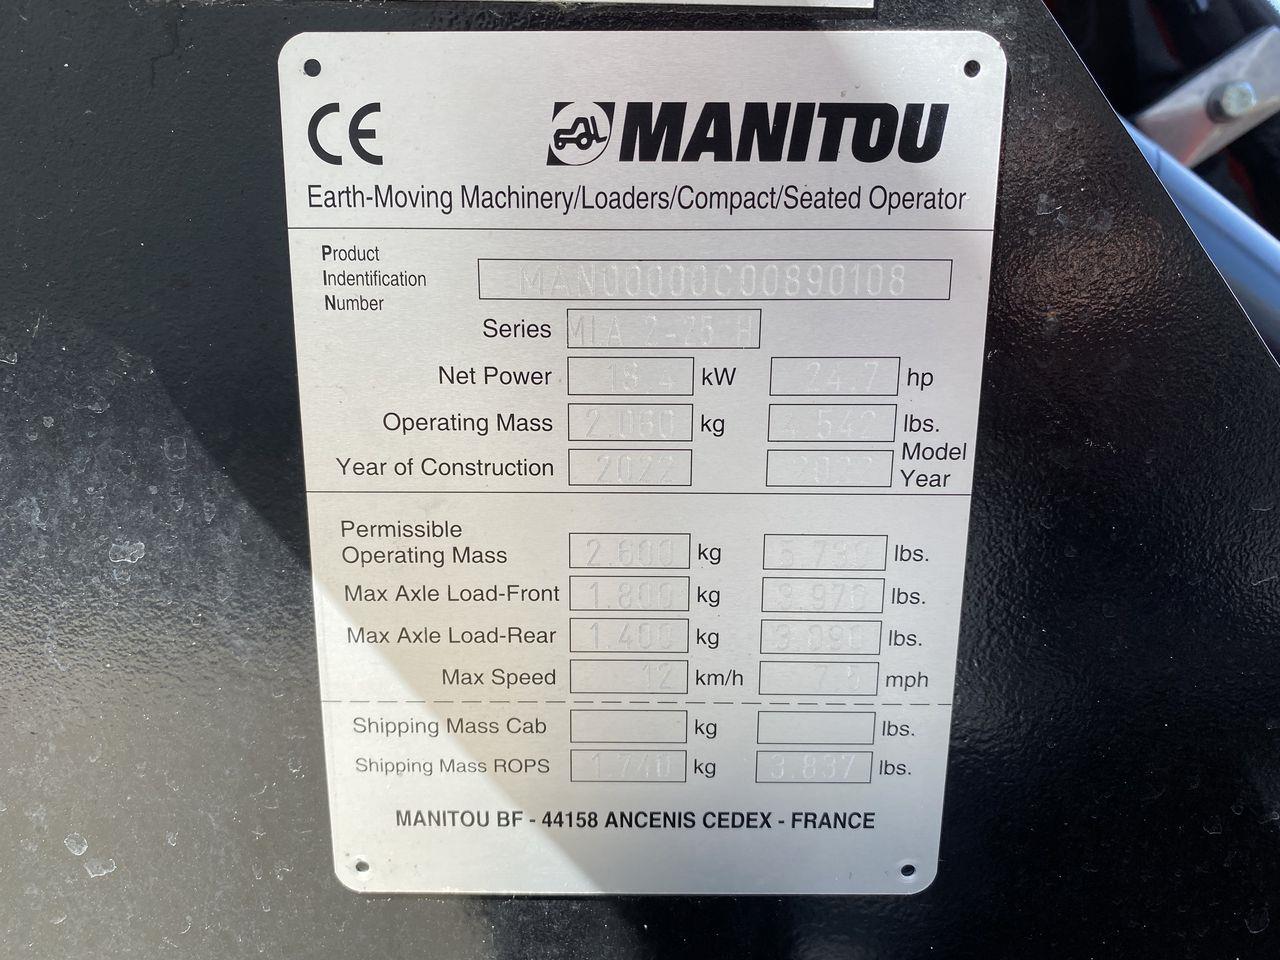 CE MANITOU
Earth-Moving Machinery/Loaders/Compact/Seated Operator
Product
Indentification MAN00000C00890108
Number
Series MLA 2-25 H
Net Power 18.4 kW 24.7 hp
Operating Mass 2.060 kg 4.542 lbs.
Year of Construction 2022 2022 Model Year
Permissible
Operating Mass 2.600 kg lbs.
Max Axle Load-Front 1.800 kg 3.970 lbs.
Max Axle Load-Rear 1.400 kg 3.090 lbs.
Max Speed 12 km/h 7.5 mph
Shipping Mass Cab kg lbs.
Shipping Mass ROPS 1.740 kg 3.837 lbs.
MANITOU BF - 44158 ANCENIS CEDEX - FRANCE